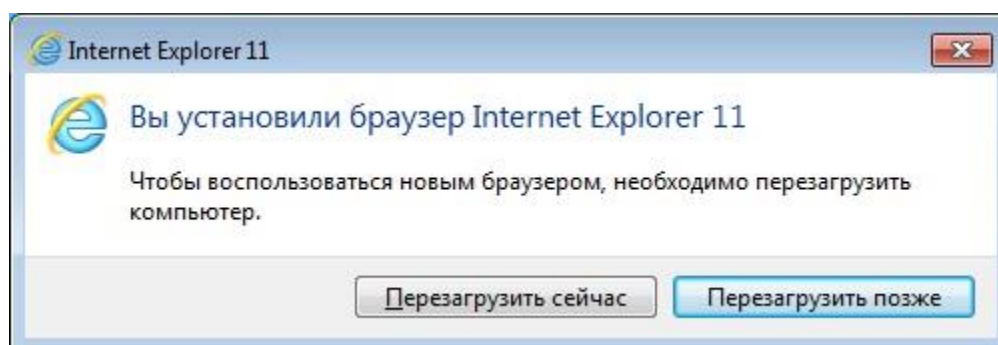 Internet Explorer 11
Вы установили браузер Internet Explorer 11
Чтобы воспользоваться новым браузером, необходимо перезагрузить
компьютер.
Перезагрузить сейчас
Перезагрузить позже